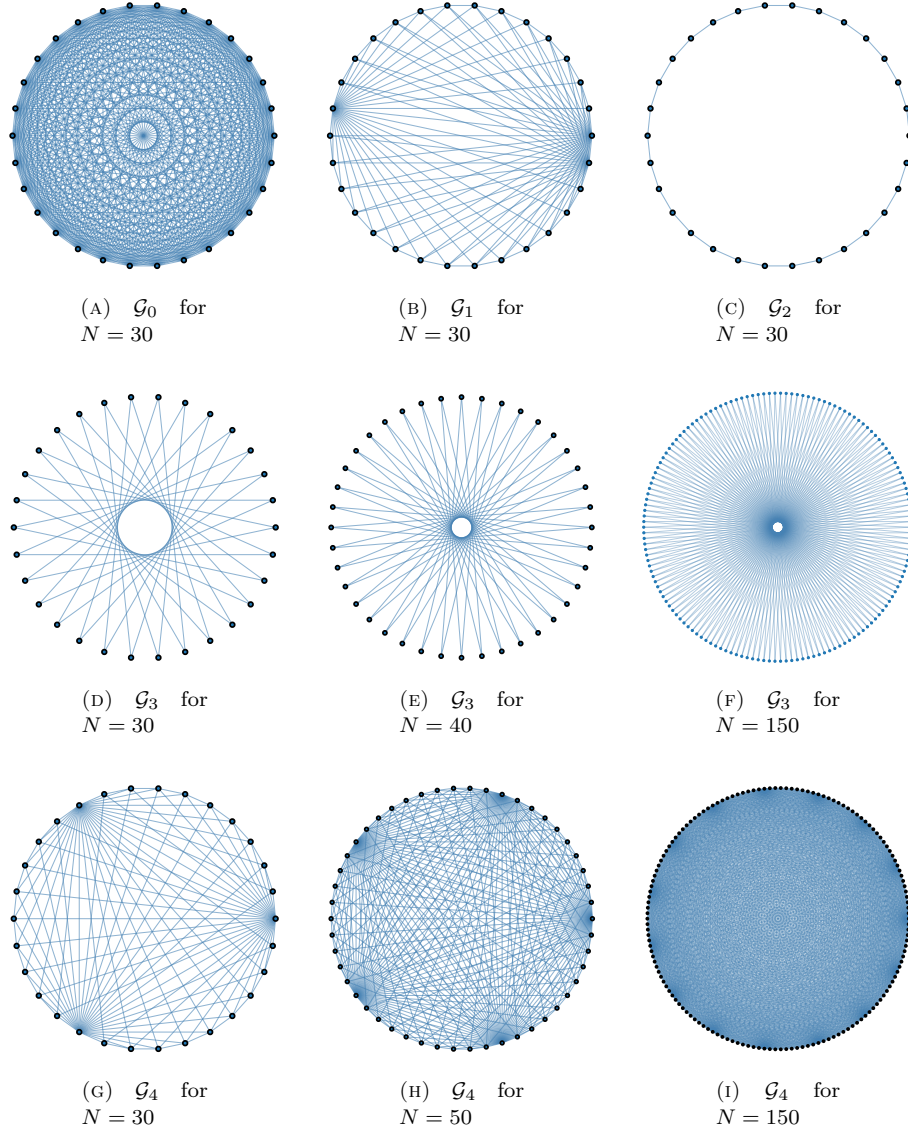 (A) 𝒢₀ for
N = 30
(B) 𝒢₁ for
N = 30
(C) 𝒢₂ for
N = 30
(D) 𝒢₃ for
N = 30
(E) 𝒢₃ for
N = 40
(F) 𝒢₃ for
N = 150
(G) 𝒢₄ for
N = 30
(H) 𝒢₄ for
N = 50
(I) 𝒢₄ for
N = 150